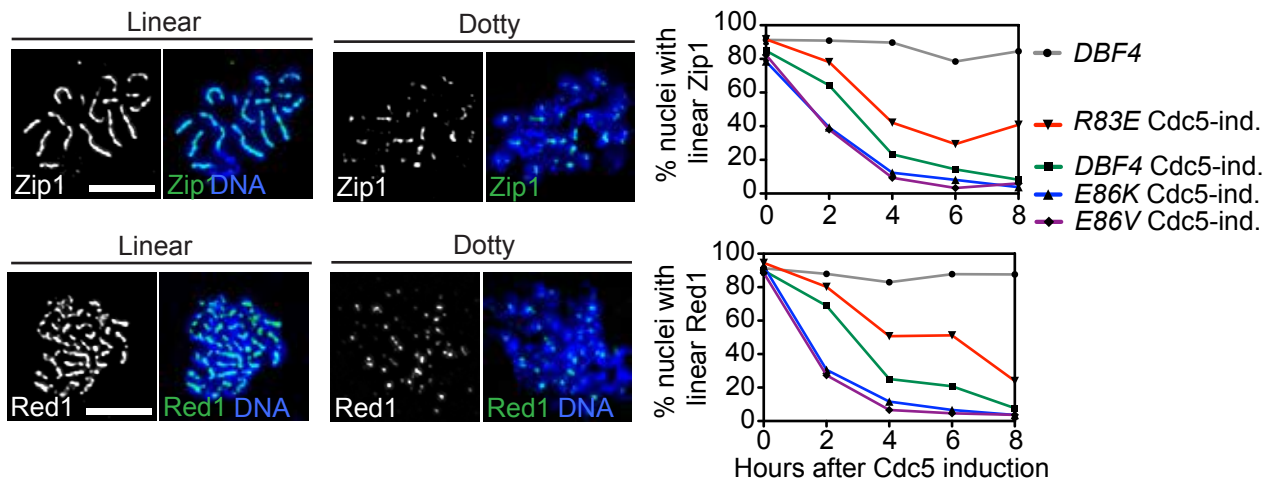 Linear
Dotty
Zip1
Zip1 DNA
Zip1
Zip1
Linear
Dotty
Red1
Red1 DNA
Red1
Red1 DNA
% nuclei with
linear Zip1
100
80
60
40
20
0
0 2 4 6 8
DBF4
R83E Cdc5-ind.
DBF4 Cdc5-ind.
E86K Cdc5-ind.
E86V Cdc5-ind.
% nuclei with
linear Red1
100
80
60
40
20
0
0 2 4 6 8
Hours after Cdc5 induction